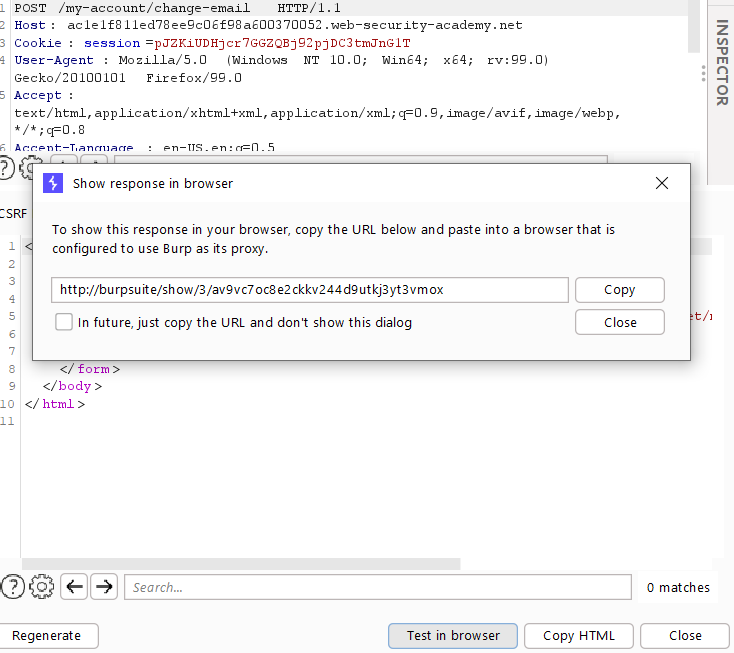 1 POST /my-account/change-email HTTP/1.1
2 Host : ac1e1f811ed78ee9c06f98a600370052.web-security-academy.net
3 Cookie : session =pJZKiUDHjcr7GGZQBj92pjDC3tmJnG1T
4 User-Agent : Mozilla/5.0 (Windows NT 10.0; Win64; x64; rv:99.0)
Gecko/20100101 Firefox/99.0
5 Accept :
text/html,application/xhtml+xml,application/xml;q=0.9,image/avif,image/webp,
*/*;q=0.8
6 Accept-Language : en-US,en;q=0.5
INSPECTOR
?
Show response in browser
CSRF
To show this response in your browser, copy the URL below and paste into a browser that is
configured to use Burp as its proxy.
http://burpsuite/show/3/av9vc7oc8e2ckkv244d9utkj3yt3vmox
Copy
In future, just copy the URL and don't show this dialog
Close
1 <
2
3
4
5
6
7
8 </form>
9 </body>
10 </html>
11
?
Search...
0 matches
Regenerate
Test in browser
Copy HTML
Close